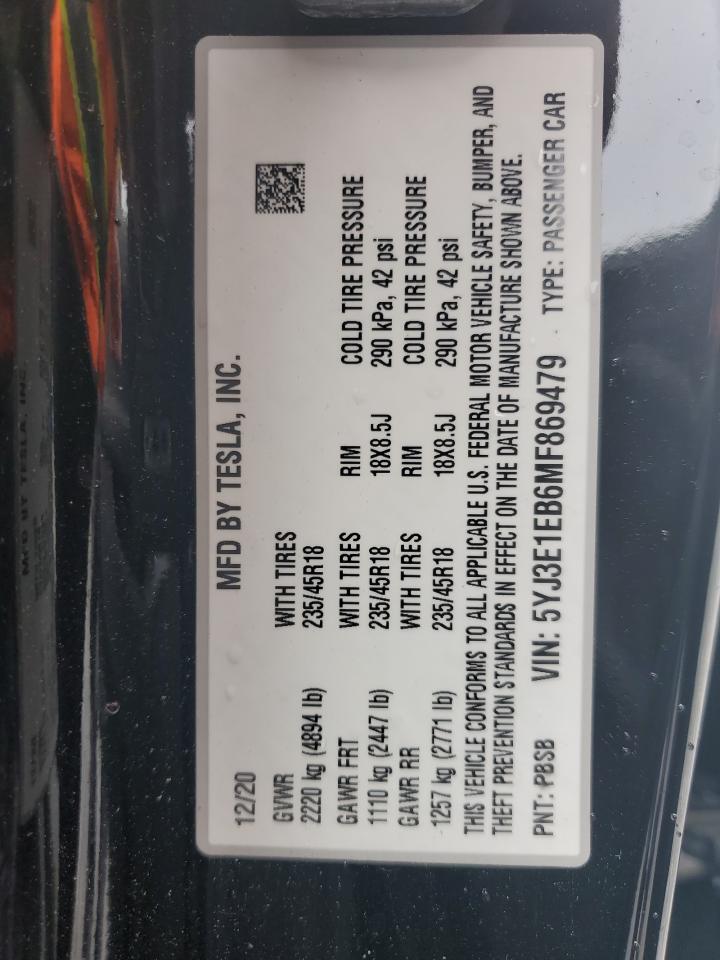 MFD BY TESLA, INC.
12/20
GVWR WITH TIRES
2220 kg (4894 lb) 235/45R18
GAWR FRT WITH TIRES RIM COLD TIRE PRESSURE
1110 kg (2447 lb) 235/45R18 18X8.5J 290 kPa, 42 psi
GAWR RR WITH TIRES RIM COLD TIRE PRESSURE
1257 kg (2771 lb) 235/45R18 18X8.5J 290 kPa, 42 psi
THIS VEHICLE CONFORMS TO ALL APPLICABLE U.S. FEDERAL MOTOR VEHICLE SAFETY, BUMPER, AND
THEFT PREVENTION STANDARDS IN EFFECT ON THE DATE OF MANUFACTURE SHOWN ABOVE.
PNT: PBSB VIN: 5YJ3E1EB6MF869479 TYPE: PASSENGER CAR